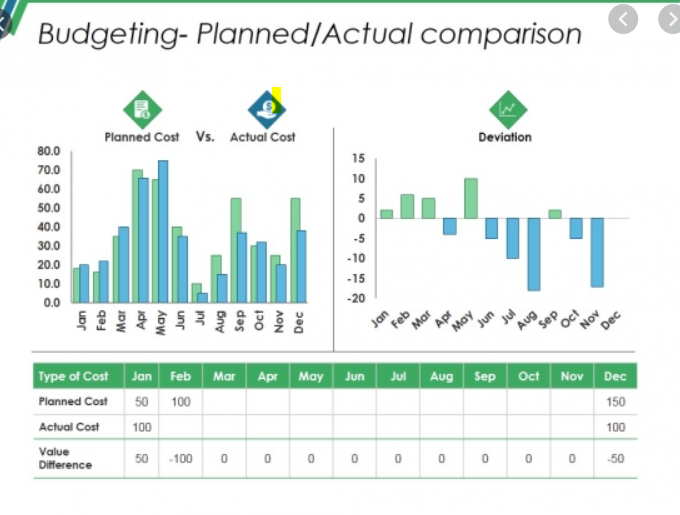 Budgeting- Planned/Actual comparison
Planned Cost Vs. Actual Cost
80.0
70.0
60.0
50.0
40.0
30.0
20.0
10.0
0.0
Jan Feb Mar Apr May Jun Jul Aug Sep Oct Nov Dec
Deviation
15
10
5
0
-5
-10
-15
-20
Jan Feb Mar Apr May Jun Jul Aug Sep Oct Nov Dec
Type of Cost Jan Feb Mar Apr May Jun Jul Aug Sep Oct Nov Dec
Planned Cost 50 100 150
Actual Cost 100 100
Value
Difference 50 -100 0 0 0 0 0 0 0 0 0 -50